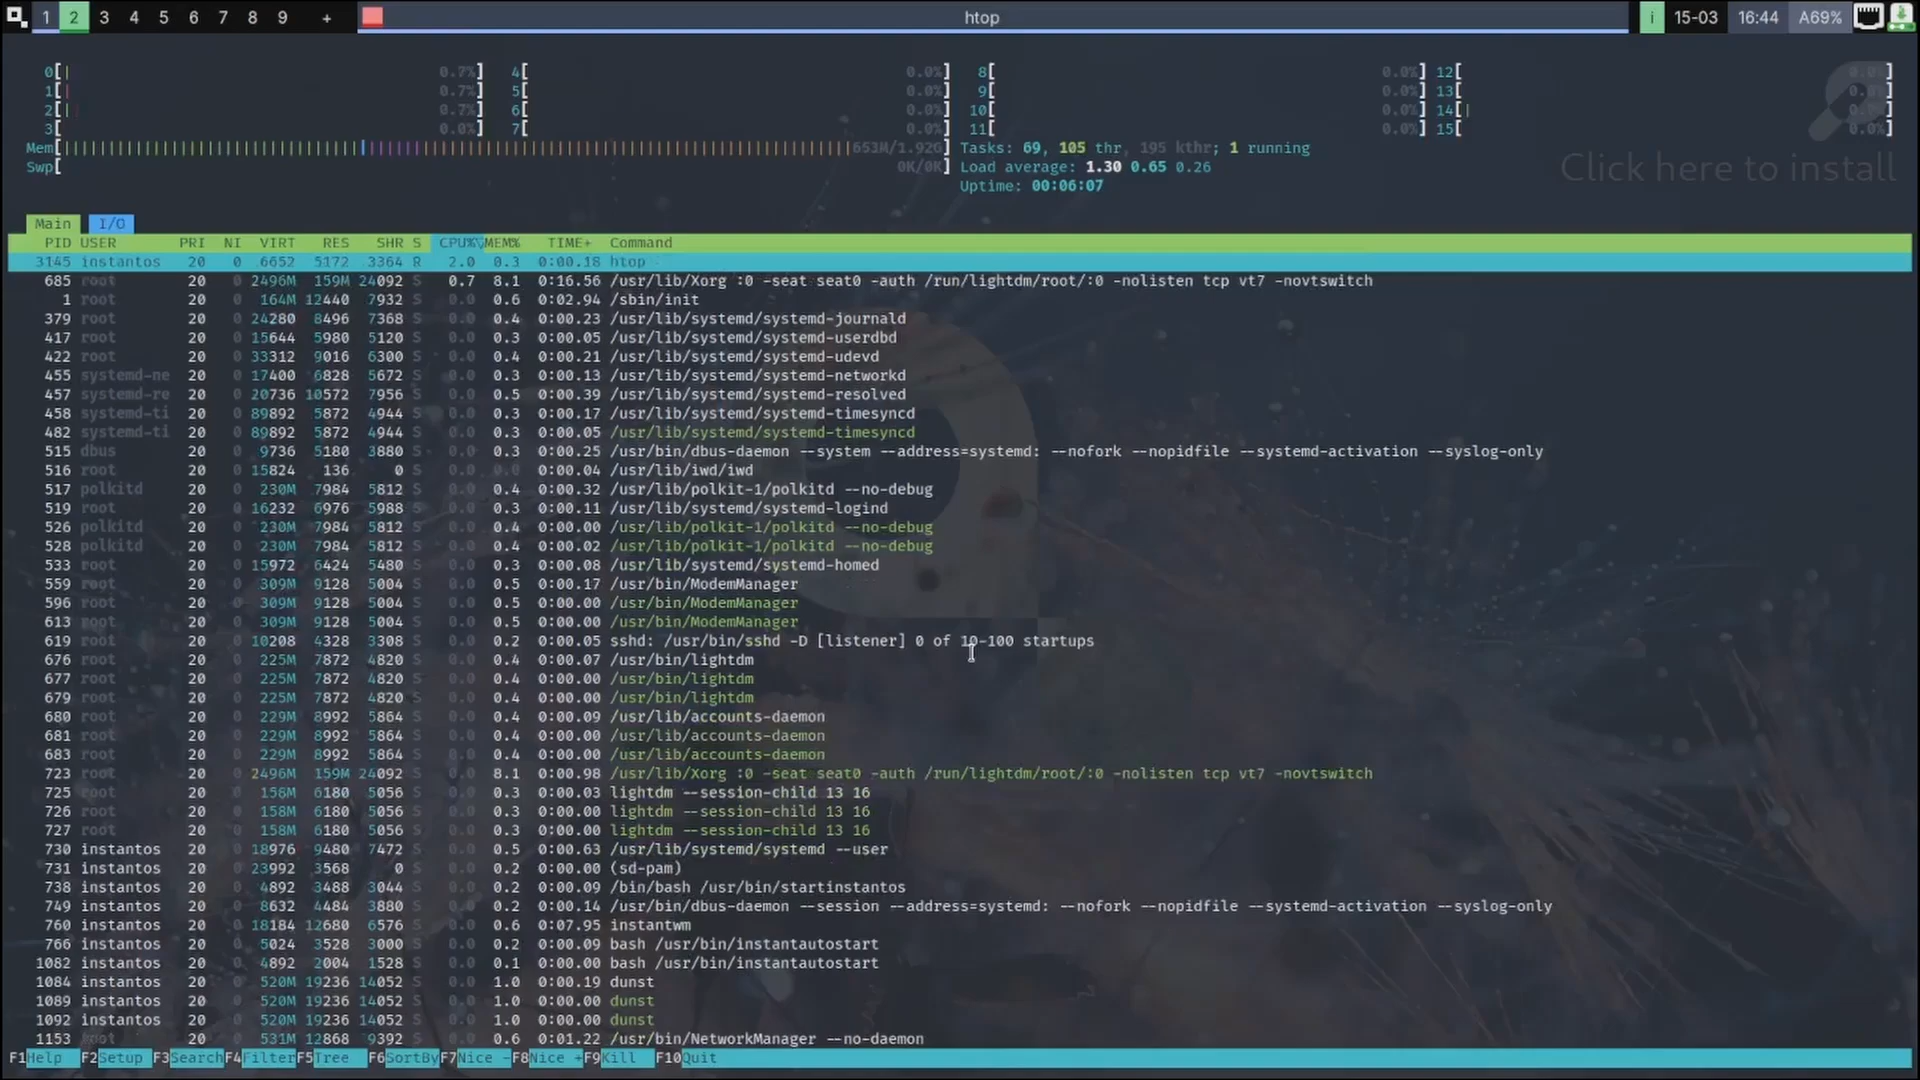 1 2 3 4 5 6 7 8 9 + htop i 15-03 16:44 A69%
0[| 0.7%] 4[ 0.0%] 8[ 0.0%] 12[ 0.0%]
1[| 0.7%] 5[ 0.0%] 9[ 0.0%] 13[ 0.0%]
2[| 0.7%] 6[ 0.0%] 10[ 0.0%] 14[|
3[ 0.0%] 7[ 0.0%] 11[ 0.0%] 15[ 0.0%]
Mem[ 653M/1.92G] Tasks: 69, 105 thr, 195 kthr; 1 running
Swp[ 0K/0K] Load average: 1.30 0.65 0.26
Click here to install
Uptime: 00:06:07
Main I/O
PID USER PRI NI VIRT RES SHR S CPU%▽MEM% TIME+ Command
3145 instantos 20 0 6652 5172 3364 R 2.0 0.3 0:00.18 htop
685 root 20 0 2496M 159M 24092 S 0.7 8.1 0:16.56 /usr/lib/Xorg :0 -seat seat0 -auth /run/lightdm/root/:0 -nolisten tcp vt7 -novtswitch
1 root 20 0 164M 12440 7932 S 0.0 0.6 0:02.94 /sbin/init
379 root 20 0 24280 8496 7368 S 0.0 0.4 0:00.23 /usr/lib/systemd/systemd-journald
417 root 20 0 15644 5980 5120 S 0.0 0.3 0:00.05 /usr/lib/systemd/systemd-userdbd
422 root 20 0 33312 9016 6300 S 0.0 0.4 0:00.21 /usr/lib/systemd/systemd-udevd
455 systemd-ne 20 0 17400 6828 5672 S 0.0 0.3 0:00.13 /usr/lib/systemd/systemd-networkd
457 systemd-re 20 0 20736 10572 7956 S 0.0 0.5 0:00.39 /usr/lib/systemd/systemd-resolved
458 systemd-ti 20 0 89892 5872 4944 S 0.0 0.3 0:00.17 /usr/lib/systemd/systemd-timesyncd
482 systemd-ti 20 0 89892 5872 4944 S 0.0 0.3 0:00.05 /usr/lib/systemd/systemd-timesyncd
515 dbus 20 0 9736 5180 3880 S 0.0 0.3 0:00.25 /usr/bin/dbus-daemon --system --address=systemd: --nofork --nopidfile --systemd-activation --syslog-only
516 root 20 0 15824 136 0 S 0.0 0.0 0:00.04 /usr/lib/iwd/iwd
517 polkitd 20 0 230M 7984 5812 S 0.0 0.4 0:00.32 /usr/lib/polkit-1/polkitd --no-debug
519 root 20 0 16232 6976 5988 S 0.0 0.3 0:00.11 /usr/lib/systemd/systemd-logind
526 polkitd 20 0 230M 7984 5812 S 0.0 0.4 0:00.00 /usr/lib/polkit-1/polkitd --no-debug
528 polkitd 20 0 230M 7984 5812 S 0.0 0.4 0:00.02 /usr/lib/polkit-1/polkitd --no-debug
533 root 20 0 15972 6424 5480 S 0.0 0.3 0:00.08 /usr/lib/systemd/systemd-homed
559 root 20 0 309M 9128 5004 S 0.0 0.5 0:00.17 /usr/bin/ModemManager
596 root 20 0 309M 9128 5004 S 0.0 0.5 0:00.00 /usr/bin/ModemManager
613 root 20 0 309M 9128 5004 S 0.0 0.5 0:00.00 /usr/bin/ModemManager
619 root 20 0 10208 4328 3308 S 0.0 0.2 0:00.05 sshd: /usr/bin/sshd -D [listener] 0 of 10-100 startups
676 root 20 0 225M 7872 4820 S 0.0 0.4 0:00.07 /usr/bin/lightdm
677 root 20 0 225M 7872 4820 S 0.0 0.4 0:00.00 /usr/bin/lightdm
679 root 20 0 225M 7872 4820 S 0.0 0.4 0:00.00 /usr/bin/lightdm
680 root 20 0 229M 8992 5864 S 0.0 0.4 0:00.09 /usr/lib/accounts-daemon
681 root 20 0 229M 8992 5864 S 0.0 0.4 0:00.00 /usr/lib/accounts-daemon
683 root 20 0 229M 8992 5864 S 0.0 0.4 0:00.00 /usr/lib/accounts-daemon
723 root 20 0 2496M 159M 24092 S 0.0 8.1 0:00.98 /usr/lib/Xorg :0 -seat seat0 -auth /run/lightdm/root/:0 -nolisten tcp vt7 -novtswitch
725 root 20 0 156M 6180 5056 S 0.0 0.3 0:00.03 lightdm --session-child 13 16
726 root 20 0 158M 6180 5056 S 0.0 0.3 0:00.00 lightdm --session-child 13 16
727 root 20 0 158M 6180 5056 S 0.0 0.3 0:00.00 lightdm --session-child 13 16
730 instantos 20 0 18976 9480 7472 S 0.0 0.5 0:00.63 /usr/lib/systemd/systemd --user
731 instantos 20 0 23992 3568 0 S 0.0 0.2 0:00.00 (sd-pam)
738 instantos 20 0 4892 3488 3044 S 0.0 0.2 0:00.09 /bin/bash /usr/bin/startinstantos
749 instantos 20 0 8632 4484 3880 S 0.0 0.2 0:00.14 /usr/bin/dbus-daemon --session --address=systemd: --nofork --nopidfile --systemd-activation --syslog-only
760 instantos 20 0 18184 12680 6576 S 0.0 0.6 0:07.95 instantwm
766 instantos 20 0 5024 3528 3000 S 0.0 0.2 0:00.09 bash /usr/bin/instantautostart
1082 instantos 20 0 4892 2004 1528 S 0.0 0.1 0:00.00 bash /usr/bin/instantautostart
1084 instantos 20 0 520M 19236 14052 S 0.0 1.0 0:00.19 dunst
1089 instantos 20 0 520M 19236 14052 S 0.0 1.0 0:00.00 dunst
1092 instantos 20 0 520M 19236 14052 S 0.0 1.0 0:00.00 dunst
1153 root 20 0 531M 12868 9392 S 0.0 0.6 0:01.22 /usr/bin/NetworkManager --no-daemon
F1Help F2Setup F3SearchF4FilterF5Tree F6SortByF7Nice -F8Nice +F9Kill F10Quit